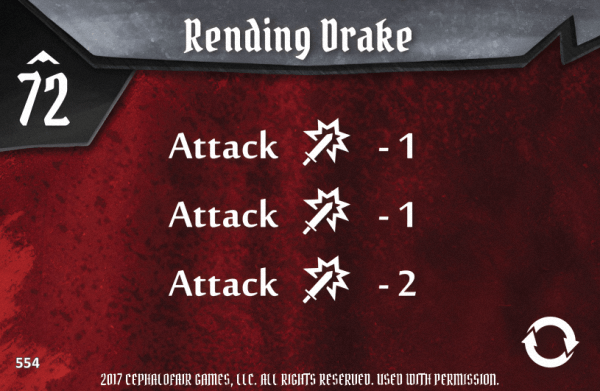 Rending Drake
72
Attack - 1
Attack - 1
Attack - 2
554
2017 CEPHALOFAIR GAMES, LLC. ALL RIGHTS RESERVED. USED WITH PERMISSION.